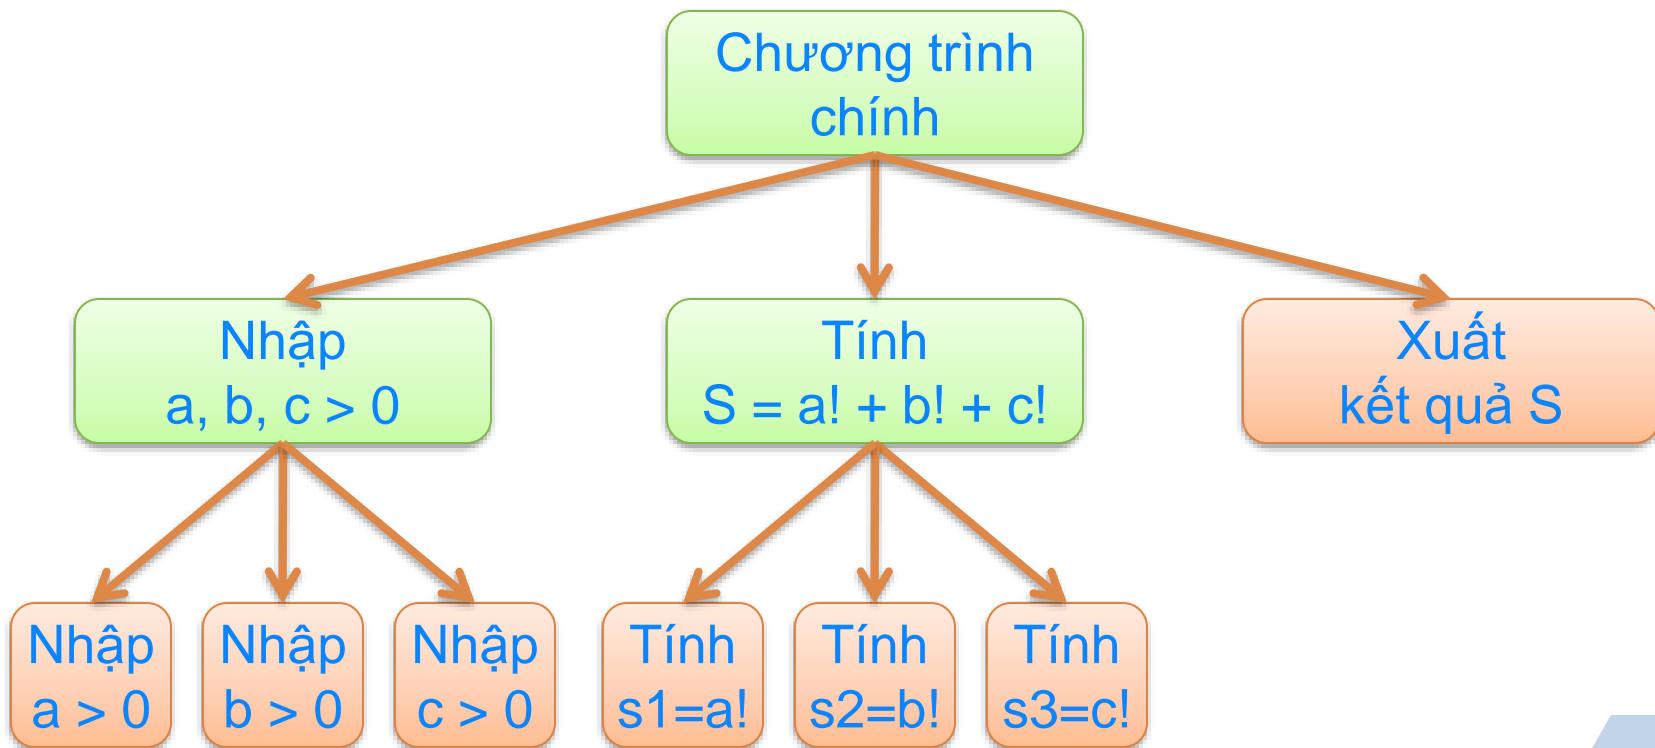 Chương trình
chính
Nhập
a, b, c > 0
Tính
S = a! + b! + c!
Xuất
kết quả S
Nhập
a > 0
Nhập
b > 0
Nhập
c > 0
Tính
s1=a!
Tính
s2=b!
Tính
s3=c!